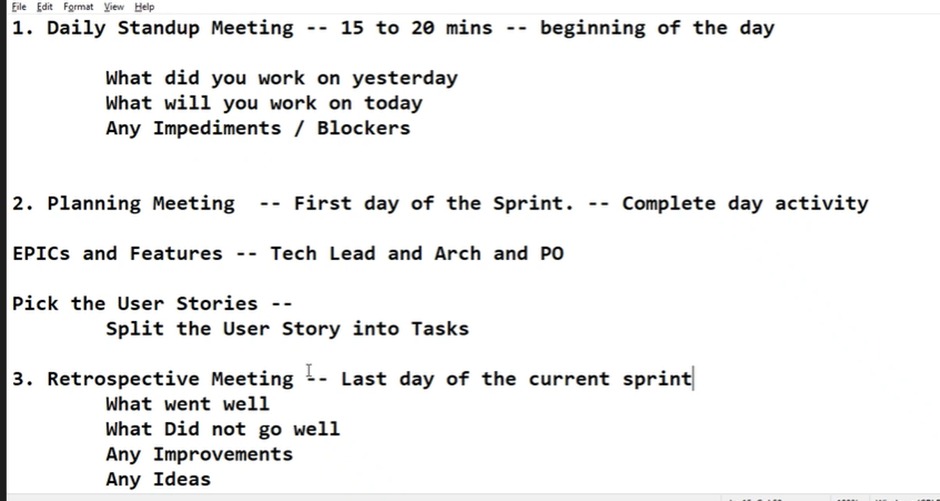 File Edit Format View Help
1. Daily Standup Meeting -- 15 to 20 mins -- beginning of the day
What did you work on yesterday
What will you work on today
Any Impediments / Blockers
2. Planning Meeting -- First day of the Sprint. -- Complete day activity
EPICs and Features -- Tech Lead and Arch and PO
Pick the User Stories --
Split the User Story into Tasks
3. Retrospective Meeting -- Last day of the current sprint
What went well
What Did not go well
Any Improvements
Any Ideas